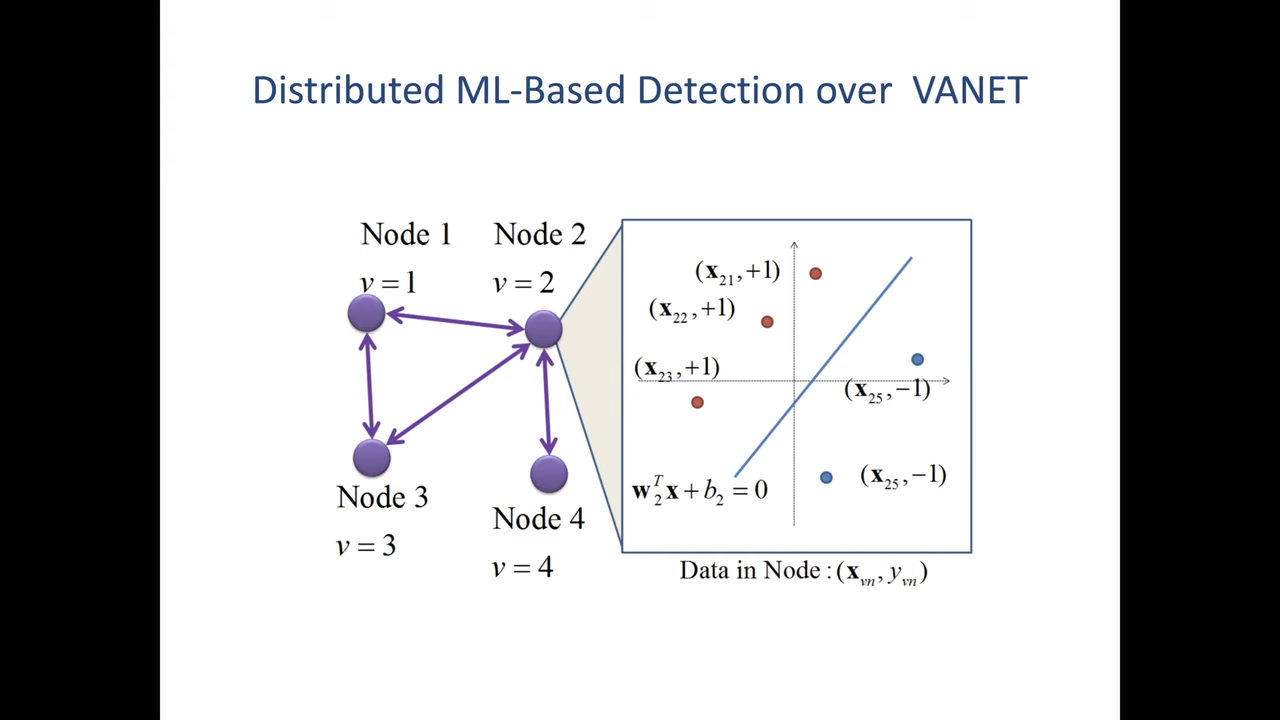 Distributed ML-Based Detection over VANET
Node 1
v = 1
Node 2
v = 2
Node 3
v = 3
Node 4
v = 4
(x₂₁,+1)
(x₂₂,+1)
(x₂₃,+1)
(x₂₅,−1)
(x₂₅,−1)
w₂ᵀx + b₂ = 0
Data in Node : (xᵥₙ, yᵥₙ)